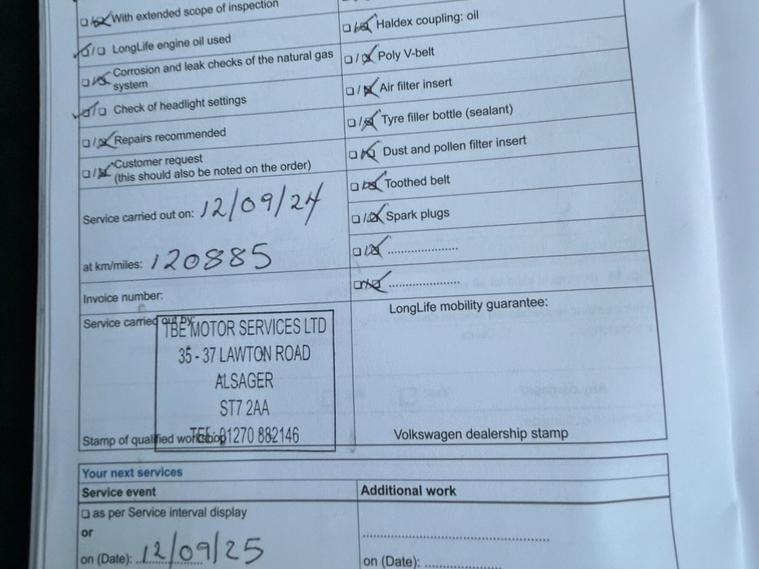 With extended scope of inspection
LongLife engine oil used
Corrosion and leak checks of the natural gas
system
Check of headlight settings
Repairs recommended
Customer request
(this should also be noted on the order)
Service carried out on: 12/09/24
at km/miles: 120885
Invoice number:
Service carried out by:
TBE MOTOR SERVICES LTD
35 - 37 LAWTON ROAD
ALSAGER
ST7 2AA
TEL: 01270 882146
Stamp of qualified workshop
Haldex coupling: oil
Poly V-belt
Air filter insert
Tyre filler bottle (sealant)
Dust and pollen filter insert
Toothed belt
Spark plugs
LongLife mobility guarantee:
Volkswagen dealership stamp
Your next services
Service event
as per Service interval display
or
on (Date): 12/09/25
Additional work
on (Date):